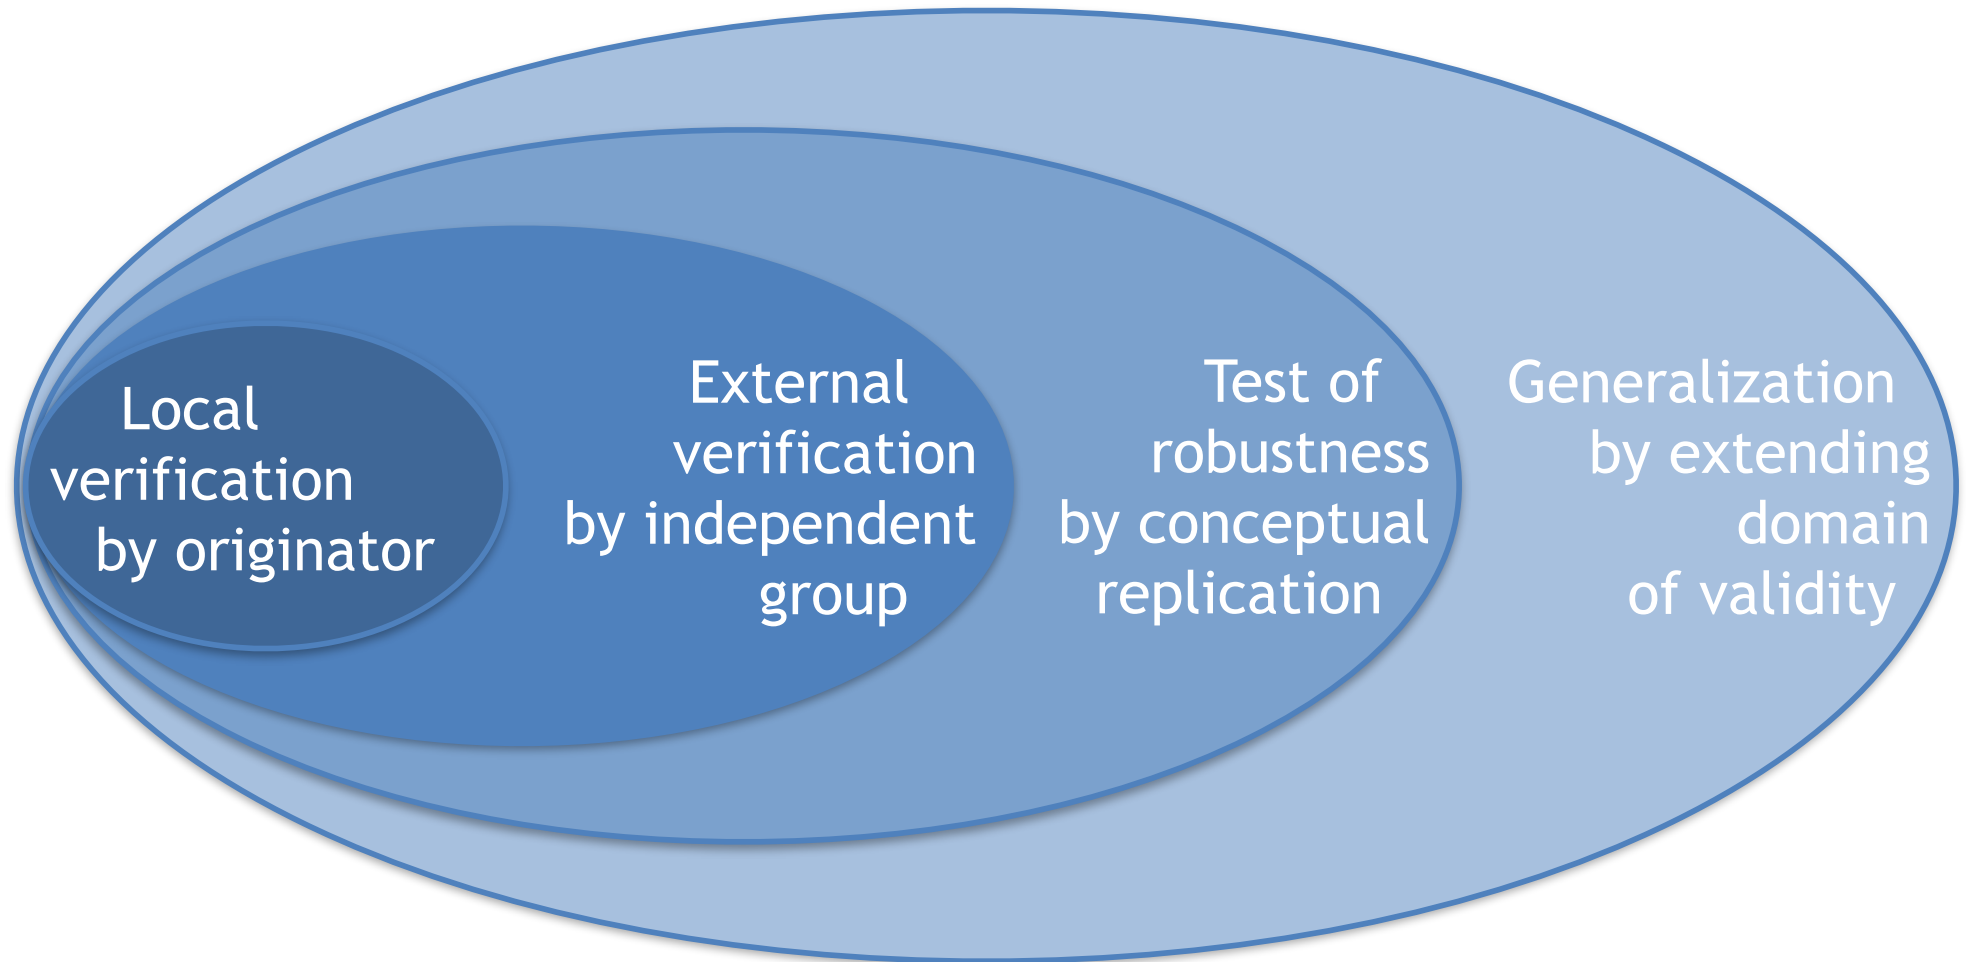 Local
verification
by originator
External
verification
by independent
group
Test of
robustness
by conceptual
replication
Generalization
by extending
domain
of validity